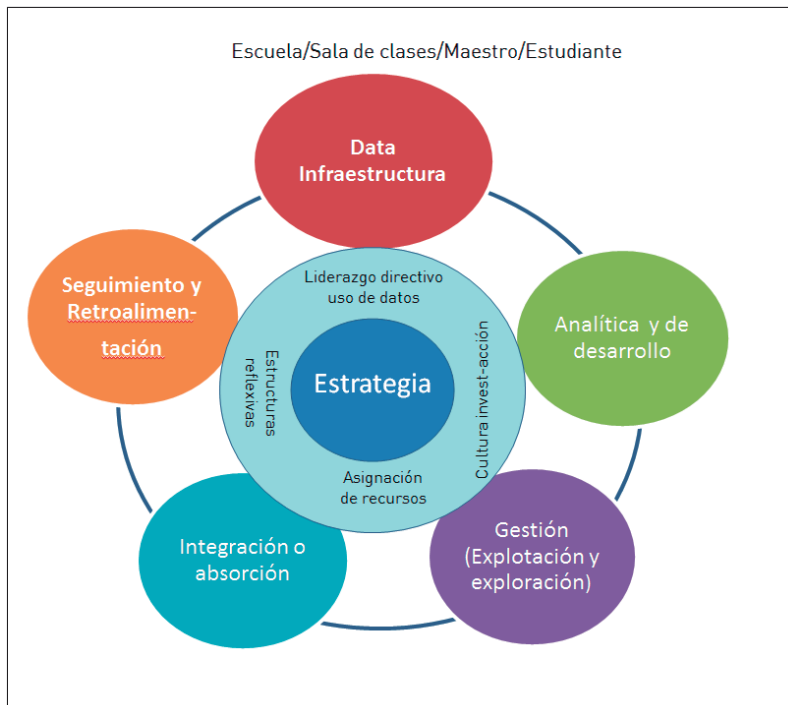 Escuela/Sala de clases/Maestro/Estudiante
Data
Infraestructura
Seguimiento y
Retroalimen-
tación
Liderazgo directivo
uso de datos
Estructuras
reflexivas
Estrategia
Cultura invest-acción
Asignación
de recursos
Analítica y de
desarrollo
Integración o
absorción
Gestión
(Explotación y
exploración)